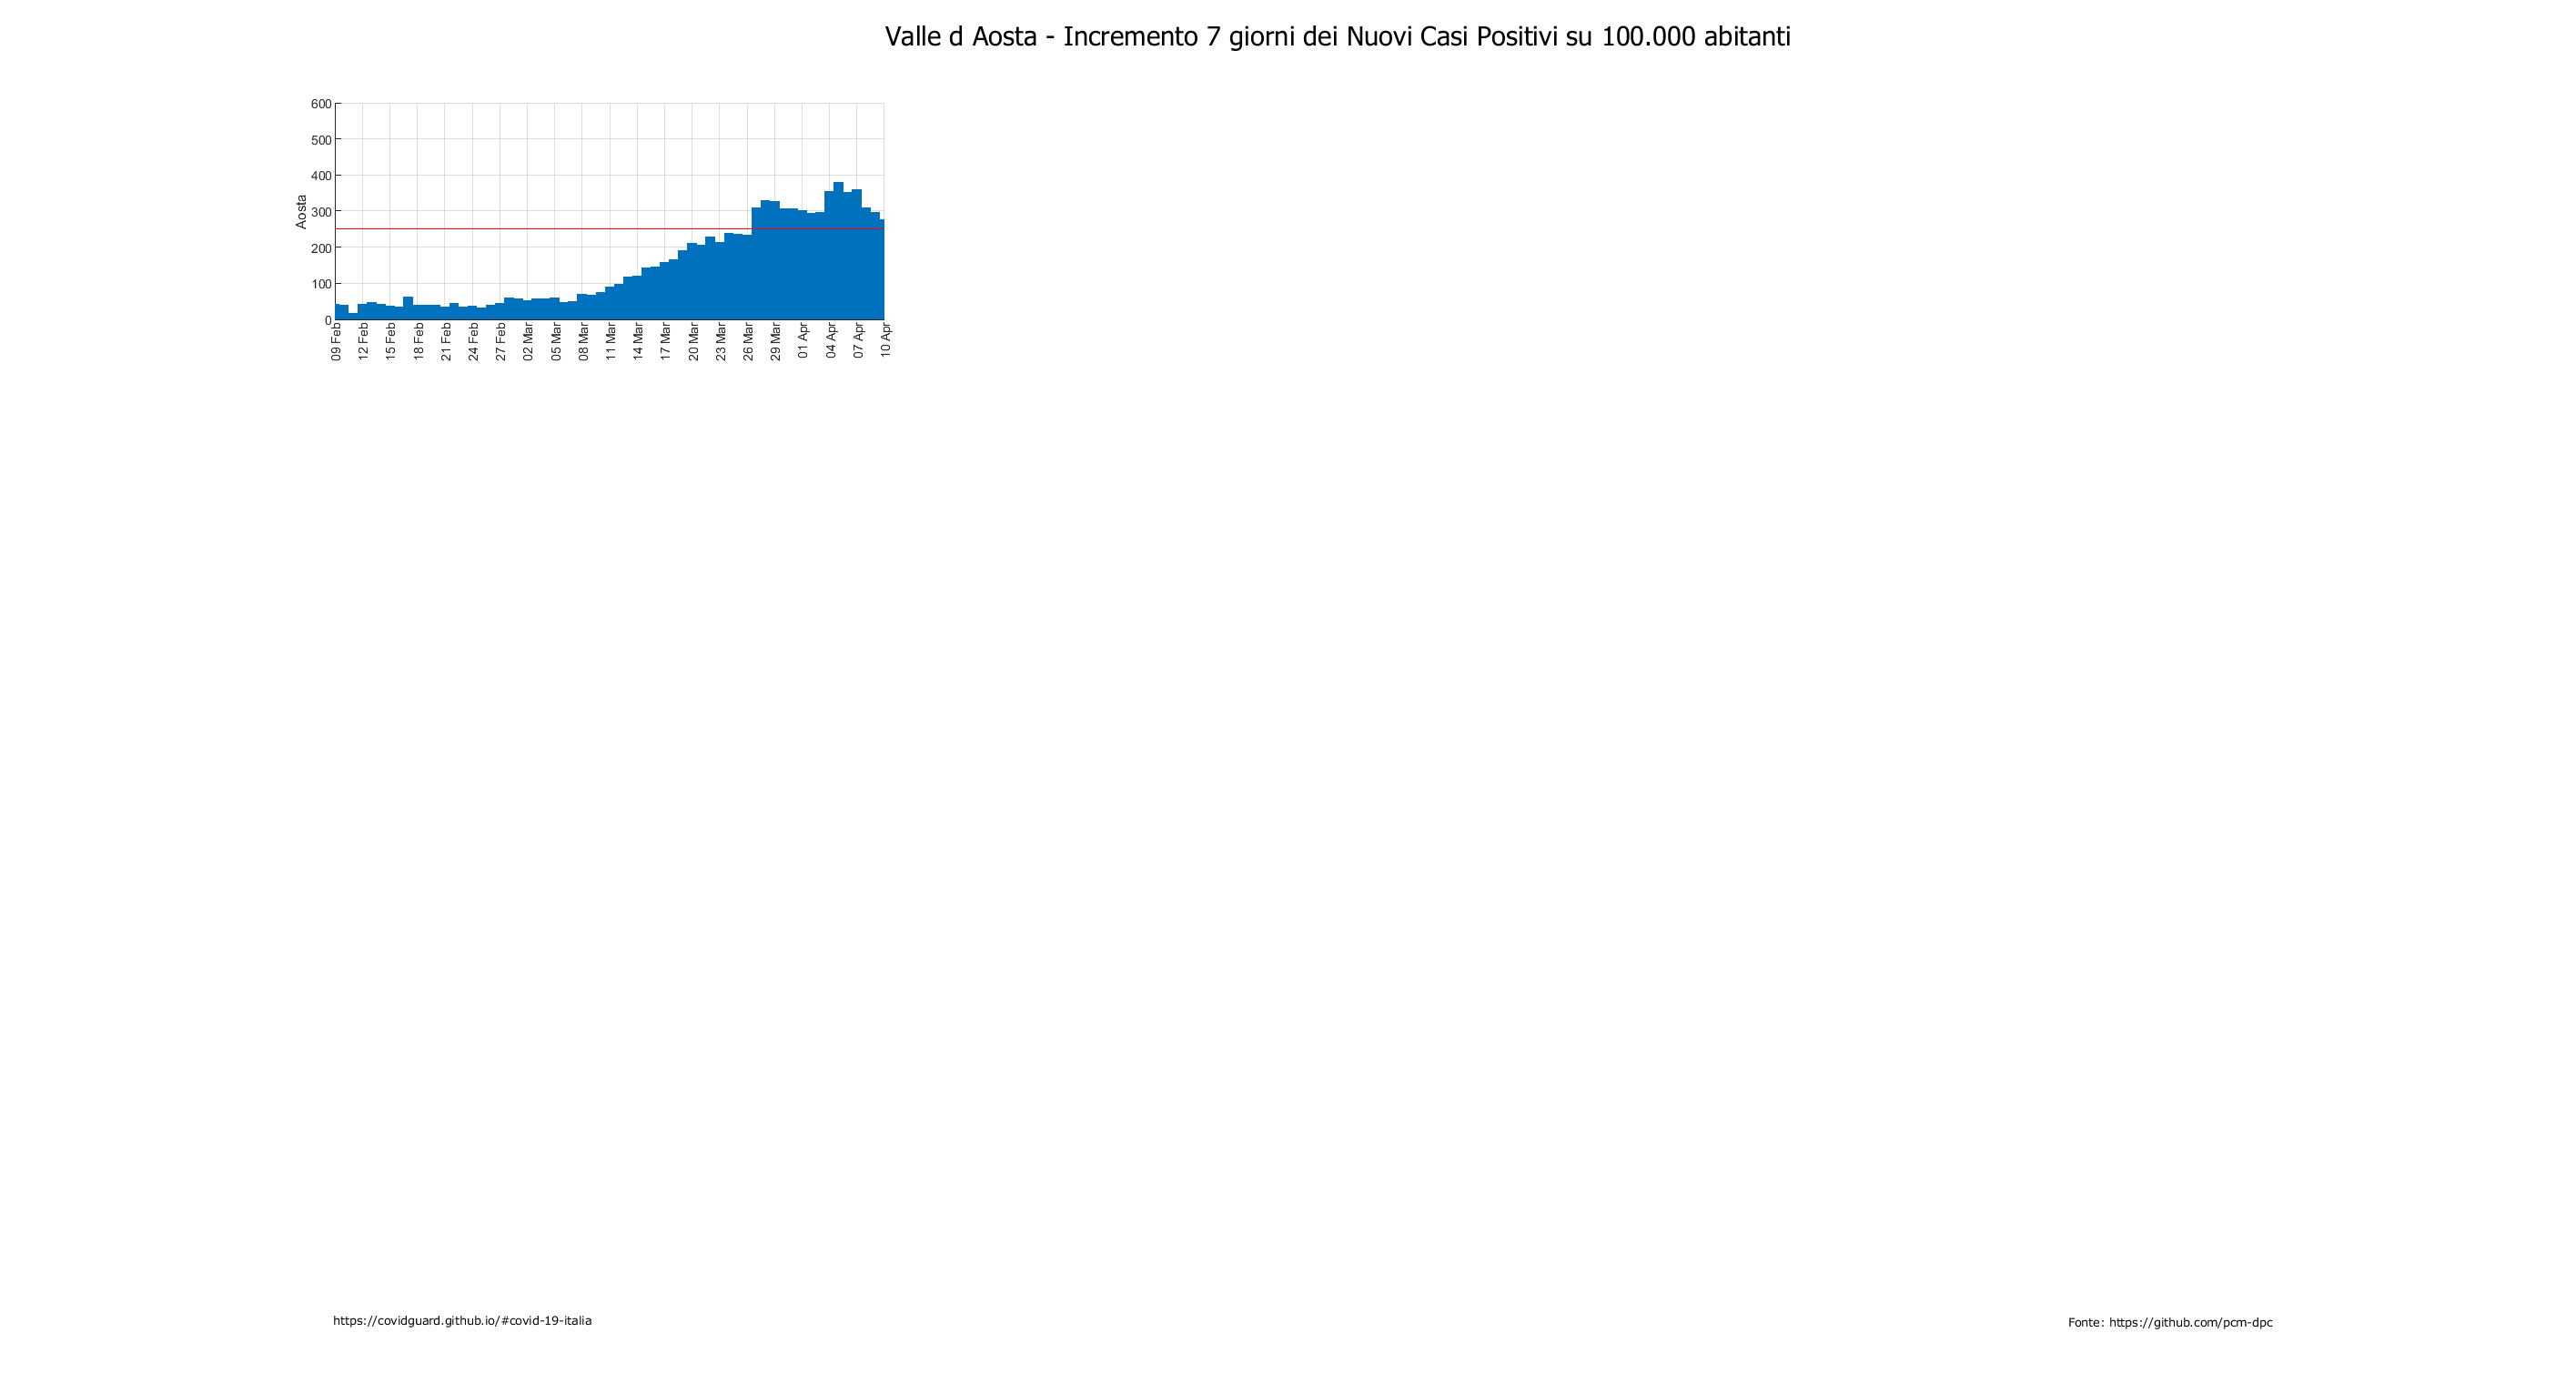 Valle d Aosta - Incremento 7 giorni dei Nuovi Casi Positivi su 100.000 abitanti
600
500
400
300
200
100
0
Aosta
09 Feb
12 Feb
15 Feb
18 Feb
21 Feb
24 Feb
27 Feb
02 Mar
05 Mar
08 Mar
11 Mar
14 Mar
17 Mar
20 Mar
23 Mar
26 Mar
29 Mar
01 Apr
04 Apr
07 Apr
10 Apr
https://covidguard.github.io/#covid-19-italia
Fonte: https://github.com/pcm-dpc